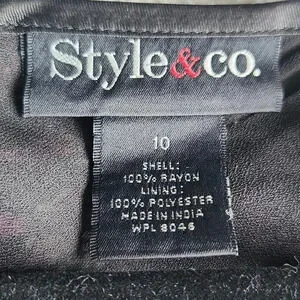 Style&co.
10
SHELL:
100% RAYON
LINING:
100% POLYESTER
MADE IN INDIA
WPL 8046